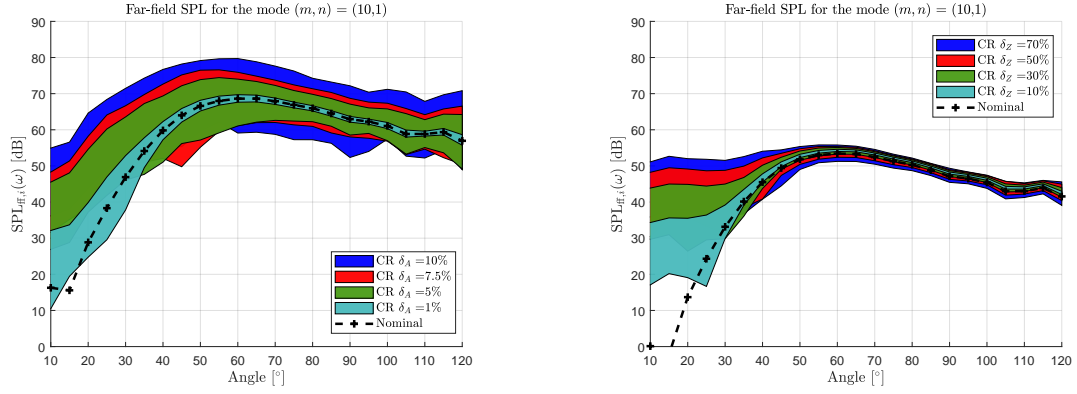 Far-field SPL for the mode (m, n) = (10,1)
90
80
70
60
50
40
30
20
10
0
SPL_{ff,i}(ω) [dB]
CR δ_A =10%
CR δ_A =7.5%
CR δ_A =5%
CR δ_A =1%
Nominal
10 20 30 40 50 60 70 80 90 100 110 120
Angle [°]
Far-field SPL for the mode (m, n) = (10,1)
90
80
70
60
50
40
30
20
10
0
SPL_{ff,i}(ω) [dB]
CR δ_Z =70%
CR δ_Z =50%
CR δ_Z =30%
CR δ_Z =10%
Nominal
10 20 30 40 50 60 70 80 90 100 110 120
Angle [°]